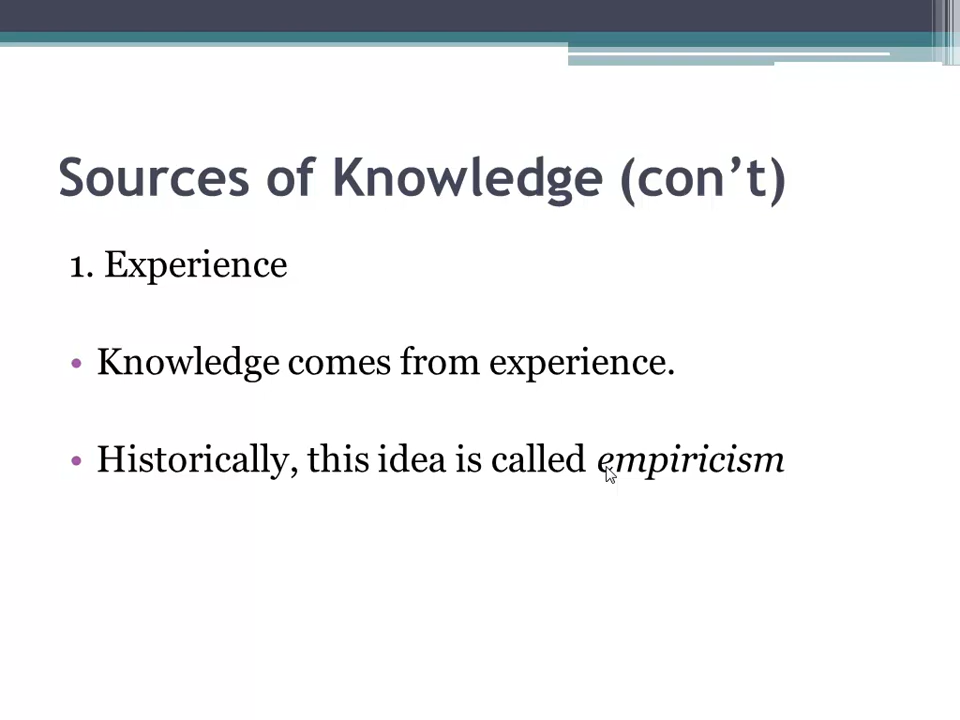 Sources of Knowledge (con’t)
1. Experience
• Knowledge comes from experience.
• Historically, this idea is called empiricism